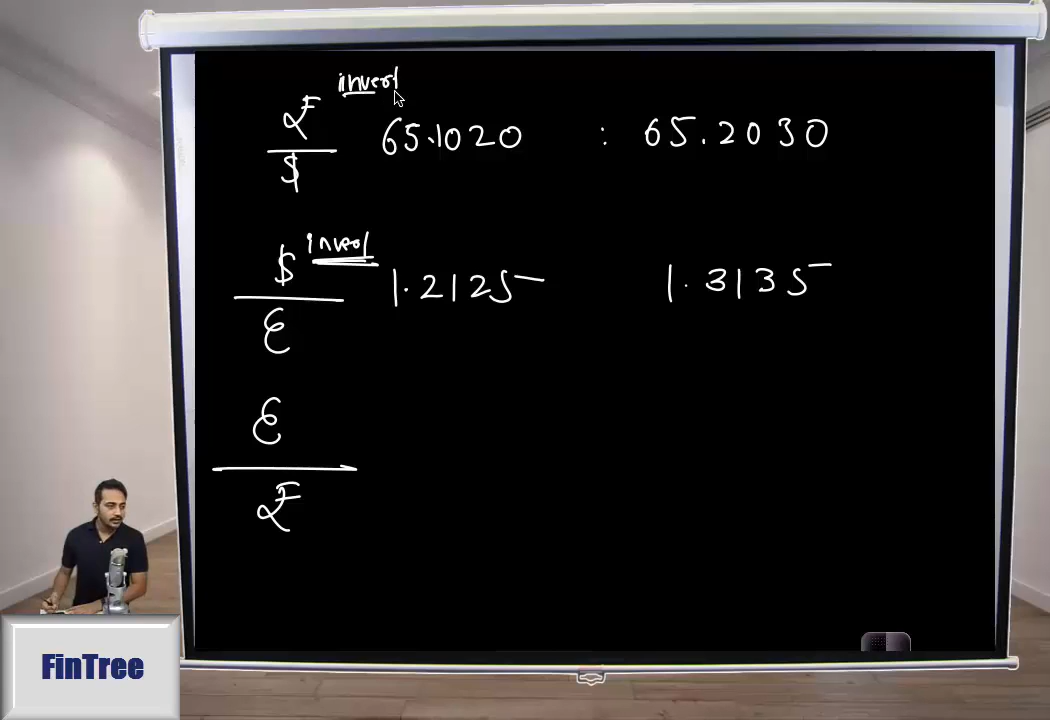 invert
₹ 65.1020 : 65.2030
$
invert
$ 1.2125 1.3135
€
€
₹
FinTree